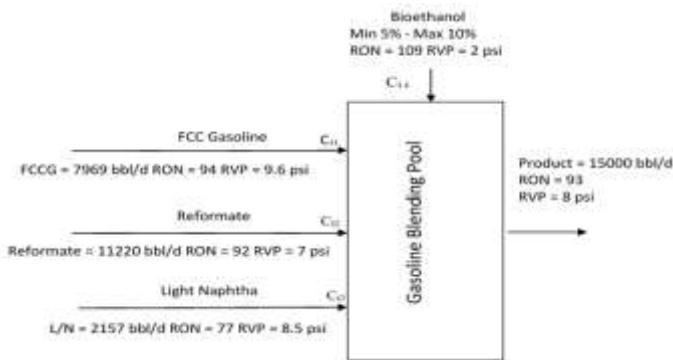 Bioethanol
Min 5% - Max 10%
RON = 109 RVP = 2 psi
C₁₄
FCC Gasoline
C₁₁
FCCG = 7969 bbl/d RON = 94 RVP = 9.6 psi
Reformate
C₁₂
Reformate = 11220 bbl/d RON = 92 RVP = 7 psi
Light Naphtha
C₁₃
L/N = 2157 bbl/d RON = 77 RVP = 8.5 psi
Gasoline Blending Pool
Product = 15000 bbl/d
RON = 93
RVP = 8 psi